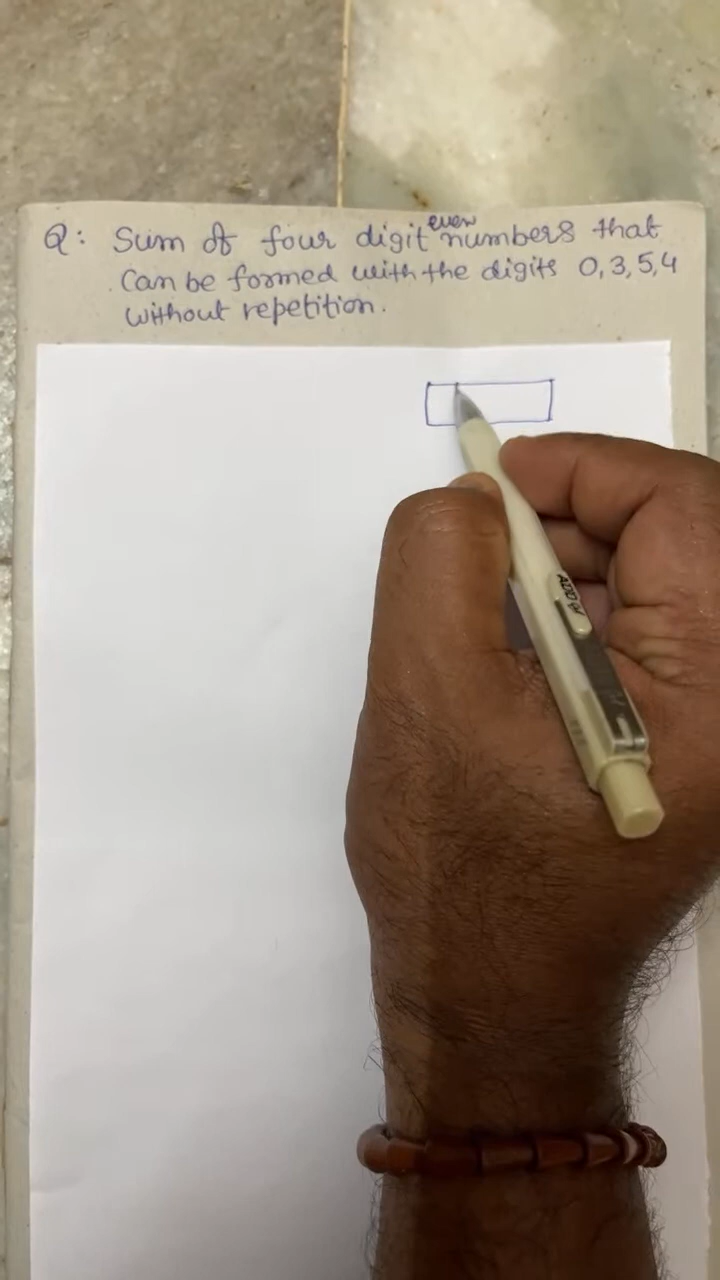 Q: Sum of four digit even numbers that
can be formed with the digits 0, 3, 5, 4
without repetition.